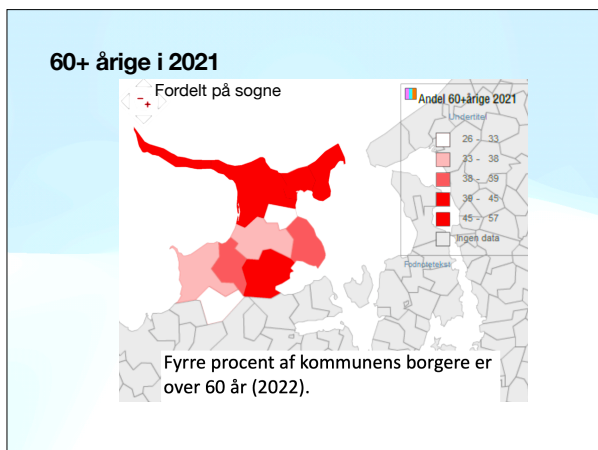 60+ årige i 2021
Fordelt på sogne
Andel 60+årige 2021
Undertitel
26 - 33
33 - 38
38 - 39
39 - 45
45 - 57
Ingen data
Fodnotetekst
Fyrre procent af kommunens borgere er
over 60 år (2022).